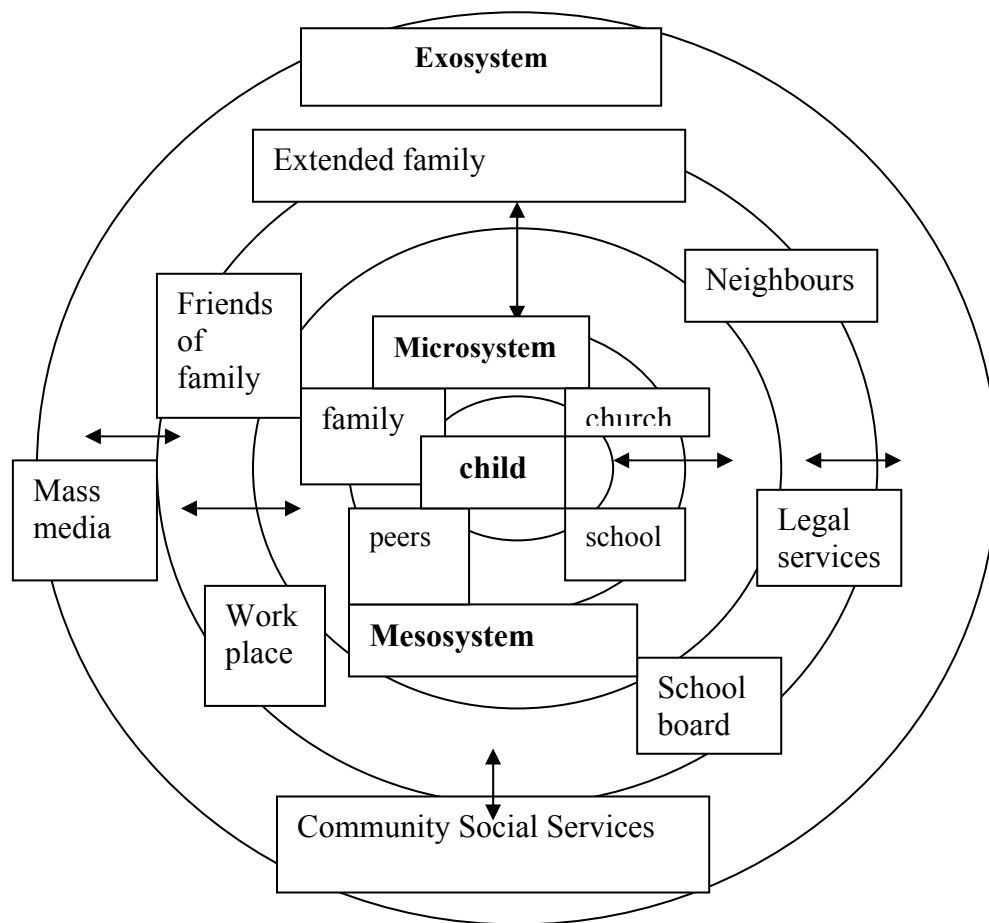 Exosystem
Extended family
Neighbours
Friends
of
family
Microsystem
family
church
child
Mass
media
peers
school
Legal
services
Work
place
Mesosystem
School
board
Community Social Services